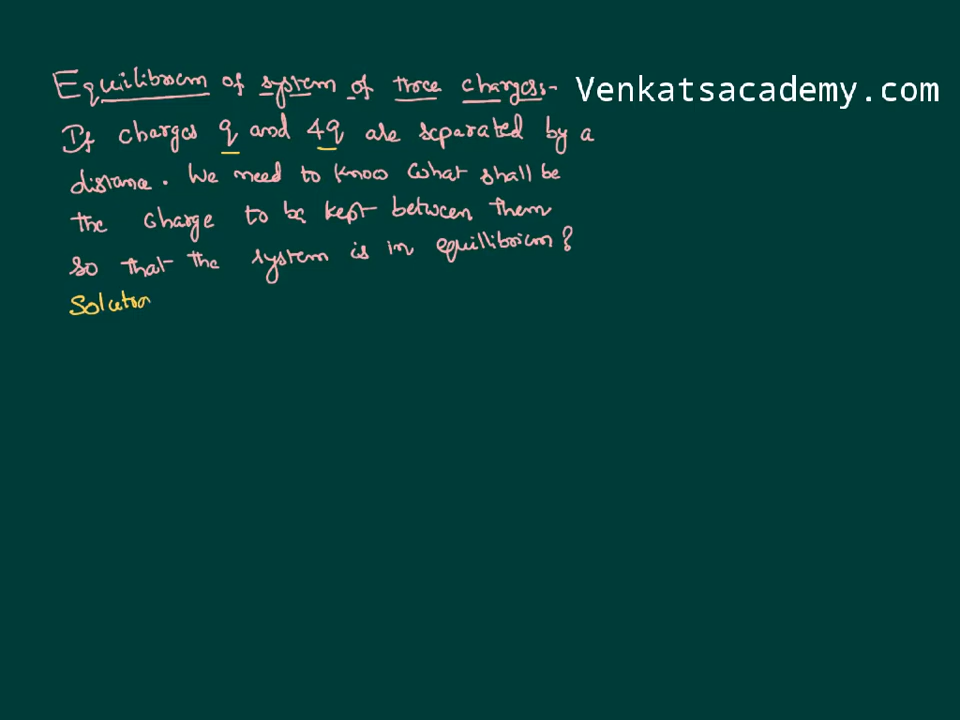 Equilibrium of system of three charges:- Venkatsacademy.com
If charges q and 4q are separated by a
distance. We need to know what shall be
the charge to be kept between them
so that the system is in equillibrium?
Solution